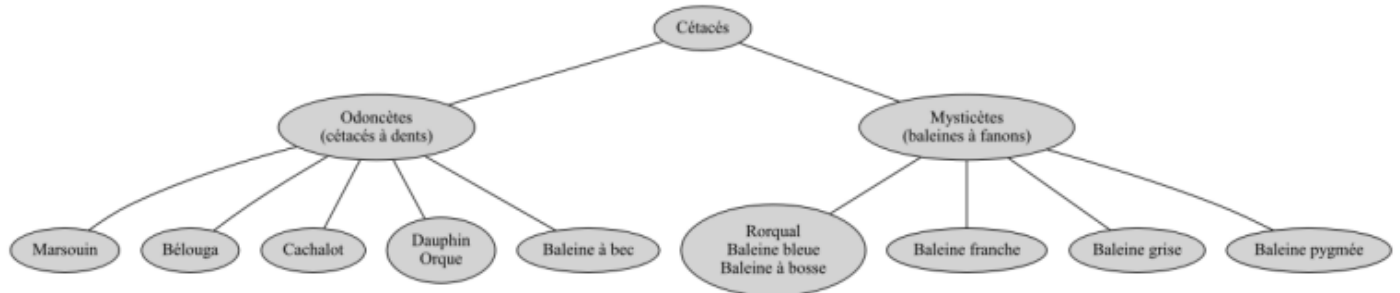 Cétacés
Odoncètes
(cétacés à dents)
Mysticètes
(baleines à fanons)
Marsouin
Bélouga
Cachalot
Dauphin
Orque
Baleine à bec
Rorqual
Baleine bleue
Baleine à bosse
Baleine franche
Baleine grise
Baleine pygmée